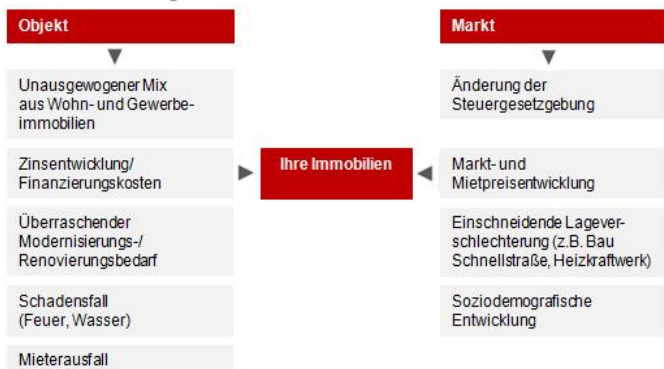 Objekt
Unausgewogener Mix
aus Wohn- und Gewerbe-
immobilien
Zinsentwicklung/
Finanzierungskosten
Überraschender
Modernisierungs-/
Renovierungsbedarf
Schadensfall
(Feuer, Wasser)
Mieterausfall
Ihre Immobilien
Markt
Änderung der
Steuergesetzgebung
Markt- und
Mietpreisentwicklung
Einschneidende Lagever-
schlechterung (z.B. Bau
Schnellstraße, Heizkraftwerk)
Soziodemografische
Entwicklung